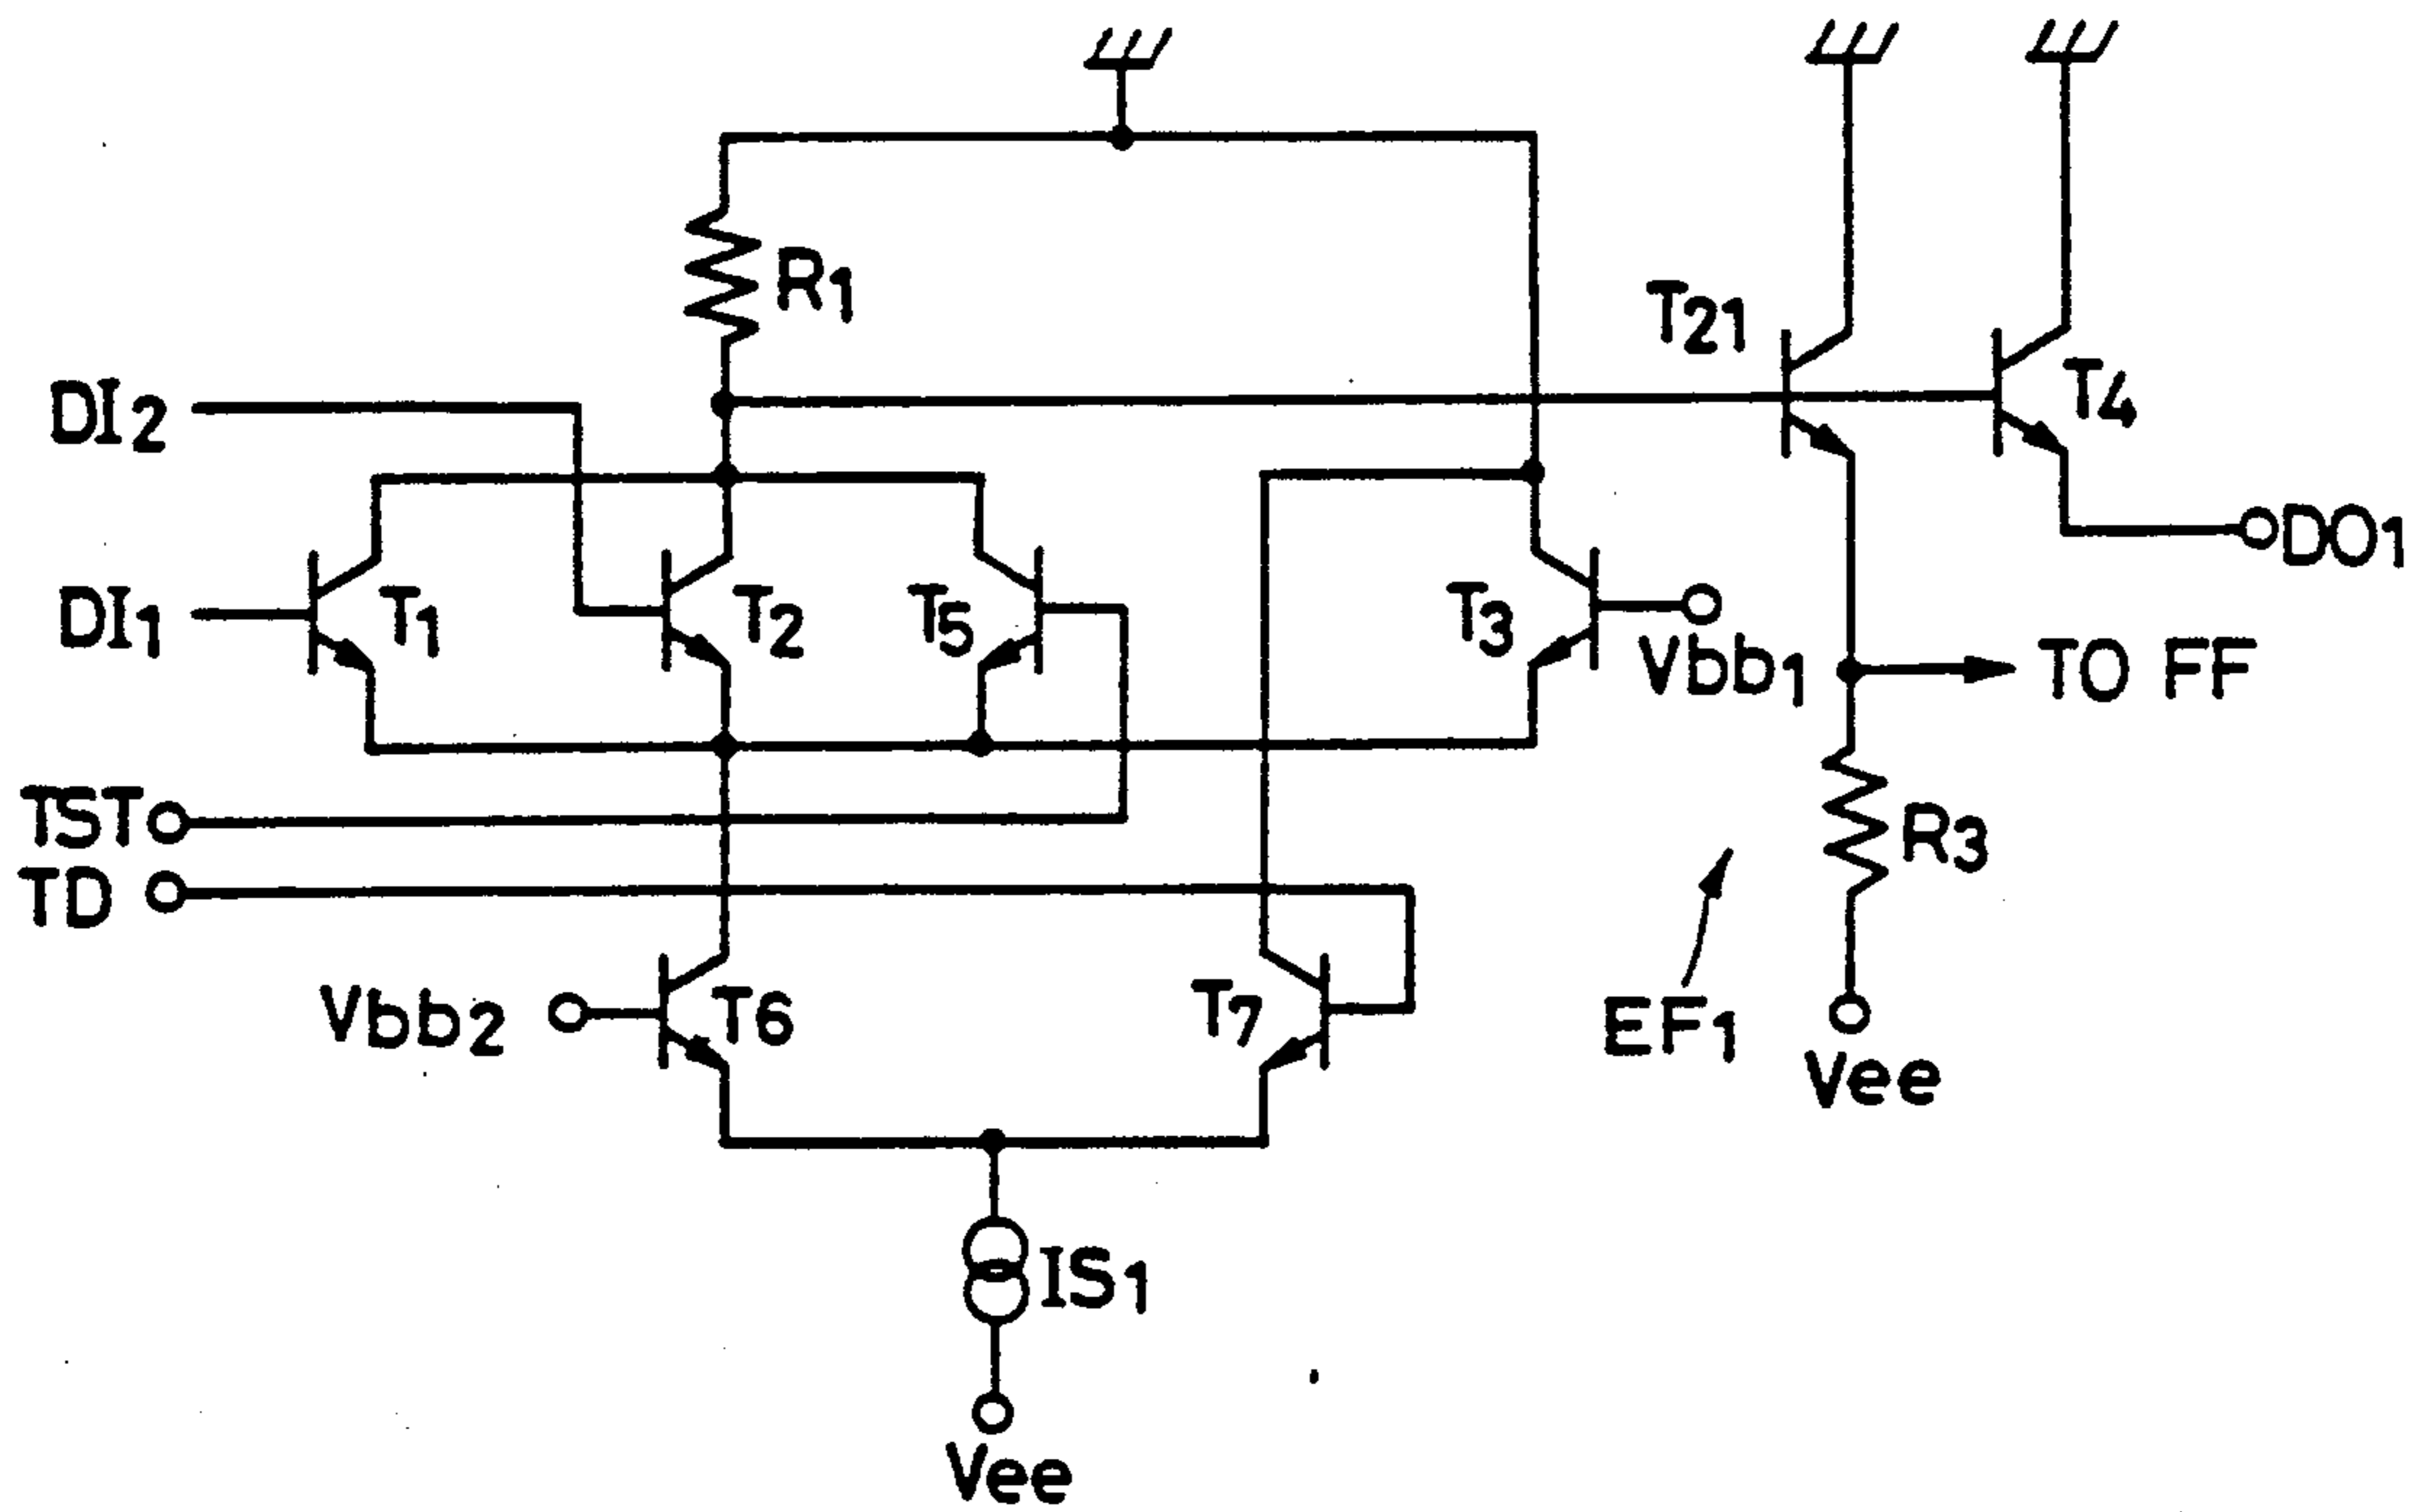 R1
T21
T4
DI2
DO1
DI1
T1
T2
T5
T3
Vbb1
TO FF
TST
TD
R3
Vbb2
T6
T7
EF1
Vee
IS1
Vee